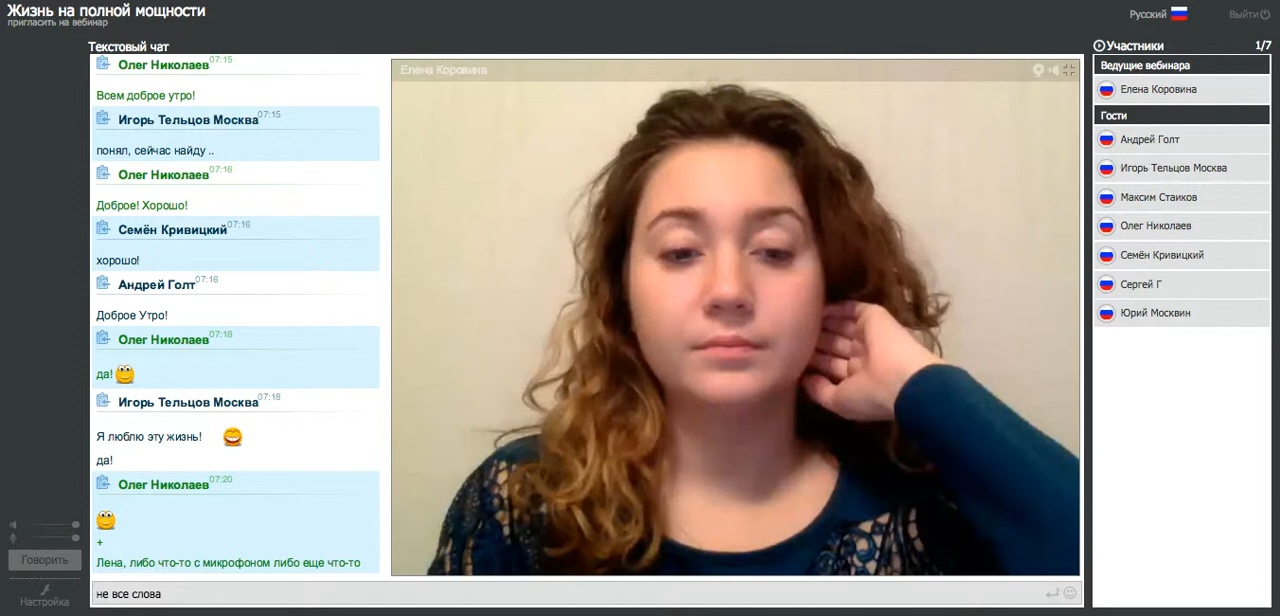 Жизнь на полной мощности
пригласить на вебинар
Русский
Выйти
Текстовый чат
Олег Николаев 07:15
Всем доброе утро!
Игорь Тельцов Москва 07:15
понял, сейчас найду ..
Олег Николаев 07:16
Доброе! Хорошо!
Семён Кривицкий 07:16
хорошо!
Андрей Голт 07:16
Доброе Утро!
Олег Николаев 07:18
да!
Игорь Тельцов Москва 07:18
Я люблю эту жизнь!
да!
Олег Николаев 07:20
+
Лена, либо что-то с микрофоном либо еще что-то
не все слова
Говорить
Настройка
Елена Коровина
Участники 1/7
Ведущие вебинара
Елена Коровина
Гости
Андрей Голт
Игорь Тельцов Москва
Максим Стаиков
Олег Николаев
Семён Кривицкий
Сергей Г
Юрий Москвин